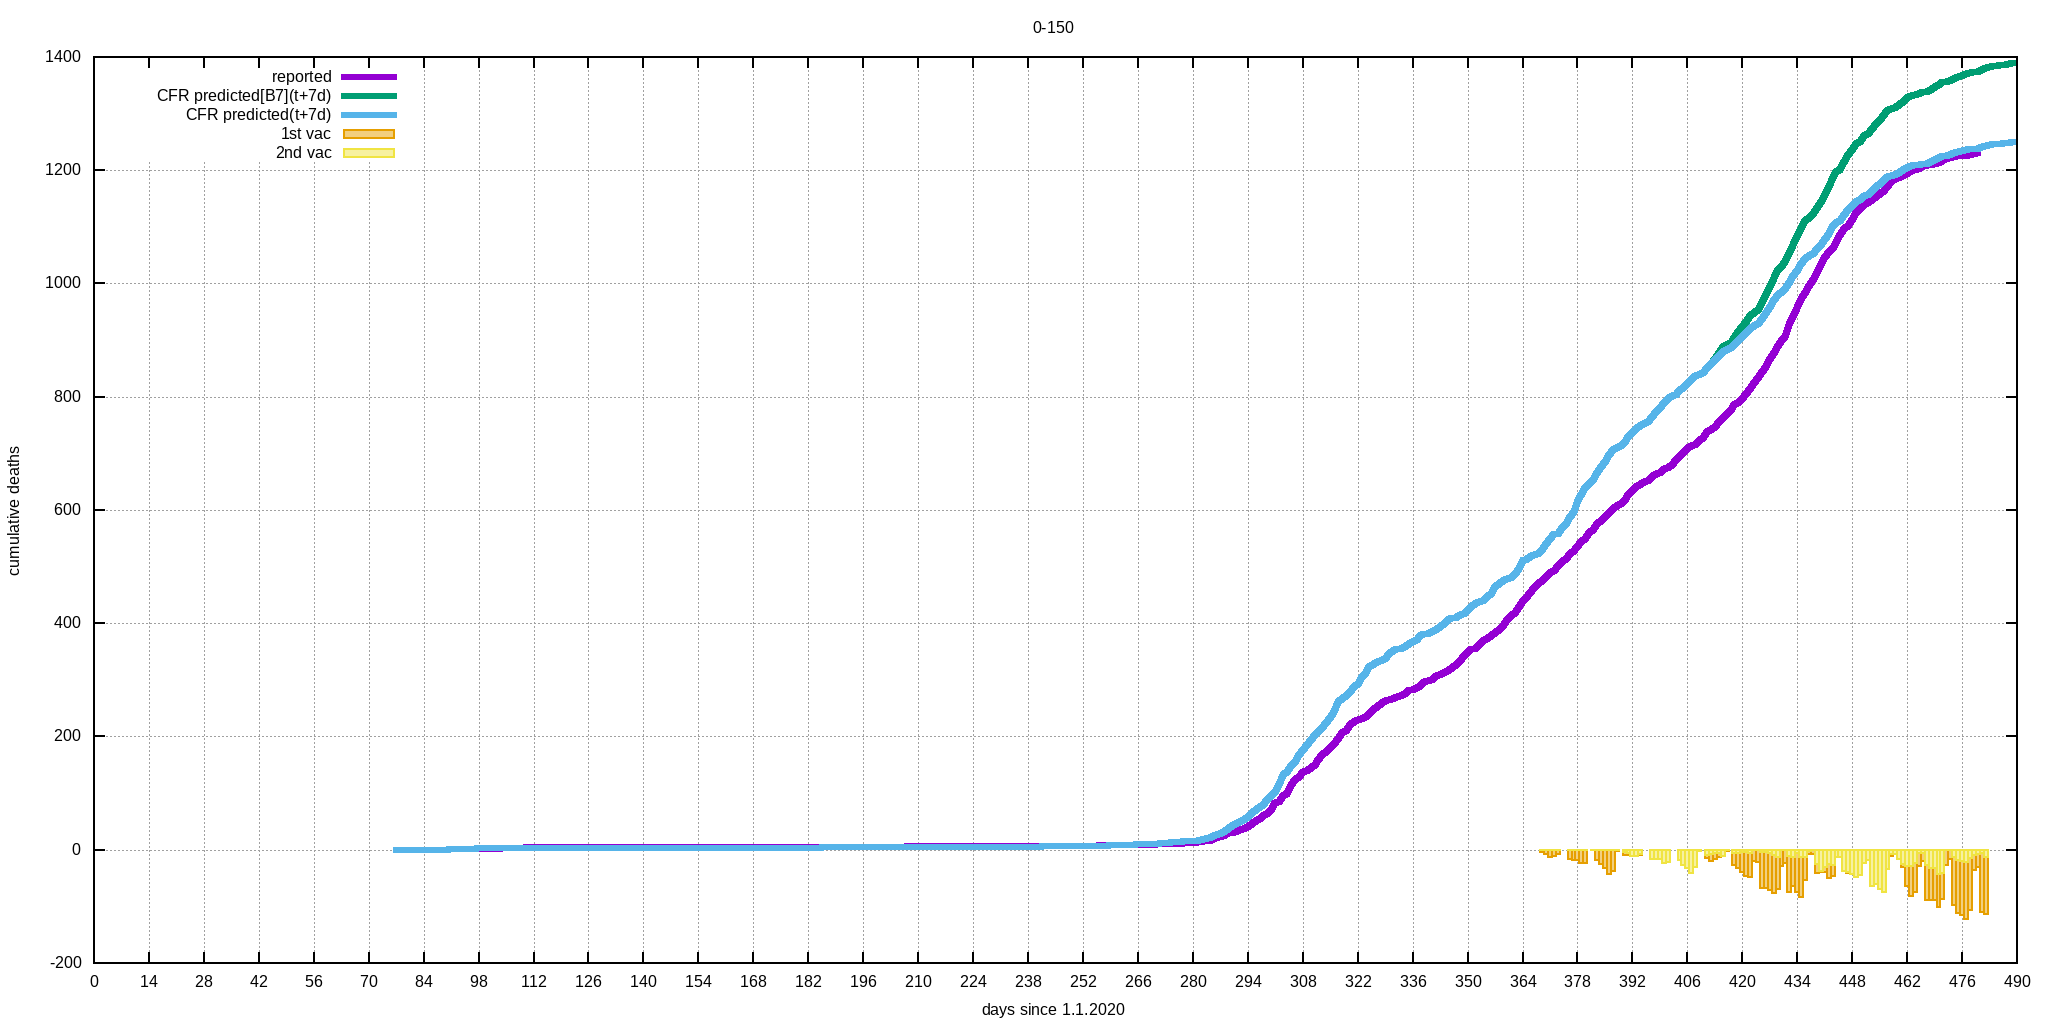 0-150
1400
1200
1000
800
600
400
200
0
-200
cumulative deaths
reported
CFR predicted[B7](t+7d)
CFR predicted(t+7d)
1st vac
2nd vac
0 14 28 42 56 70 84 98 112 126 140 154 168 182 196 210 224 238 252 266 280 294 308 322 336 350 364 378 392 406 420 434 448 462 476 490
days since 1.1.2020